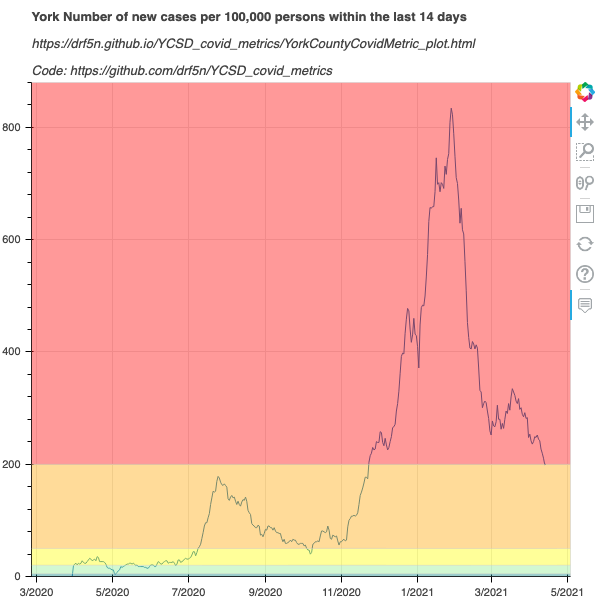 York Number of new cases per 100,000 persons within the last 14 days
https://drf5n.github.io/YCSD_covid_metrics/YorkCountyCovidMetric_plot.html
Code: https://github.com/drf5n/YCSD_covid_metrics
800
600
400
200
0
3/2020 5/2020 7/2020 9/2020 11/2020 1/2021 3/2021 5/2021